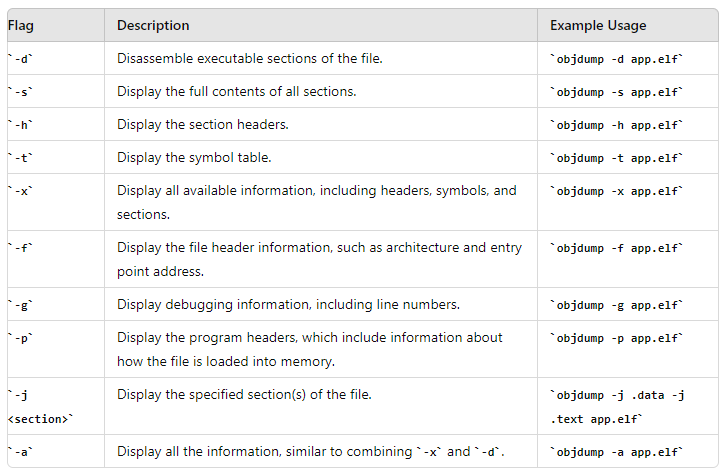 Flag Description Example Usage
`-d` Disassemble executable sections of the file. `objdump -d app.elf`
`-s` Display the full contents of all sections. `objdump -s app.elf`
`-h` Display the section headers. `objdump -h app.elf`
`-t` Display the symbol table. `objdump -t app.elf`
`-x` Display all available information, including headers, symbols, and `objdump -x app.elf`
sections.
`-f` Display the file header information, such as architecture and entry `objdump -f app.elf`
point address.
`-g` Display debugging information, including line numbers. `objdump -g app.elf`
`-p` Display the program headers, which include information about `objdump -p app.elf`
how the file is loaded into memory.
`-j Display the specified section(s) of the file. `objdump -j .data -j
<section>` .text app.elf`
`-a` Display all the information, similar to combining `-x` and `-d`. `objdump -a app.elf`